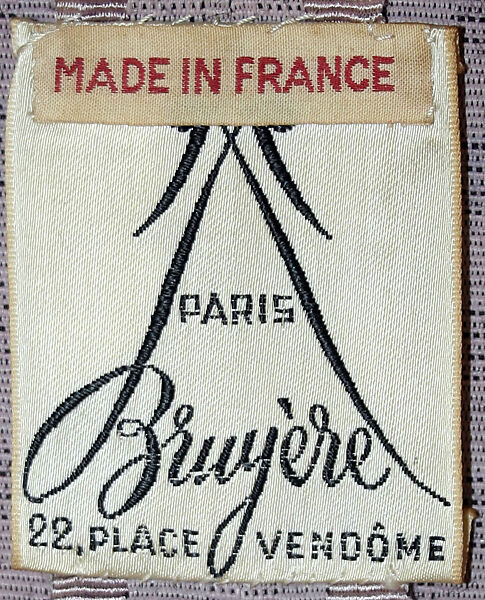 MADE IN FRANCE
PARIS
Bruyère
22, PLACE VENDÔME